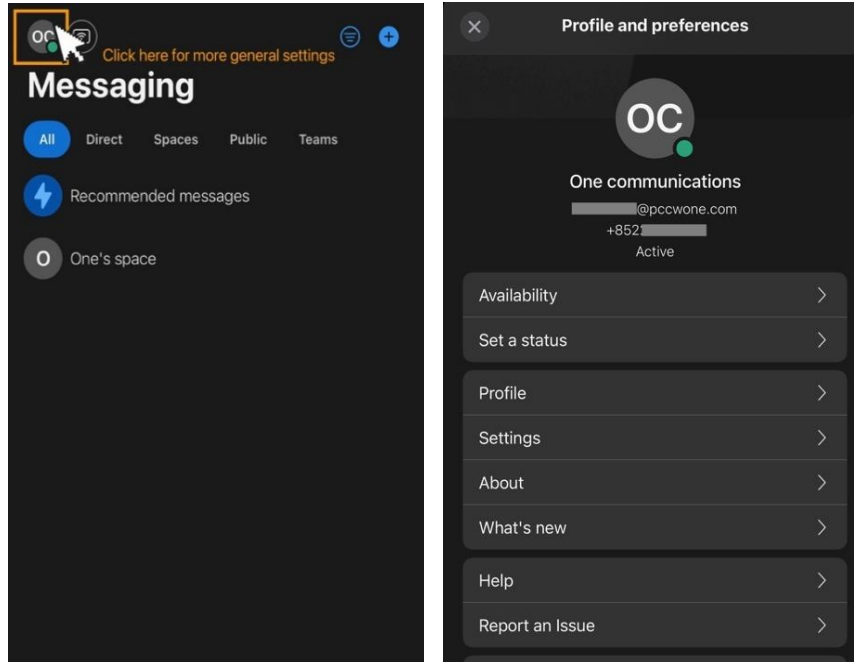 OC
Click here for more general settings
Messaging
All Direct Spaces Public Teams
Recommended messages
O One's space
Profile and preferences
OC
One communications
@pccwone.com
+852
Active
Availability
Set a status
Profile
Settings
About
What's new
Help
Report an Issue